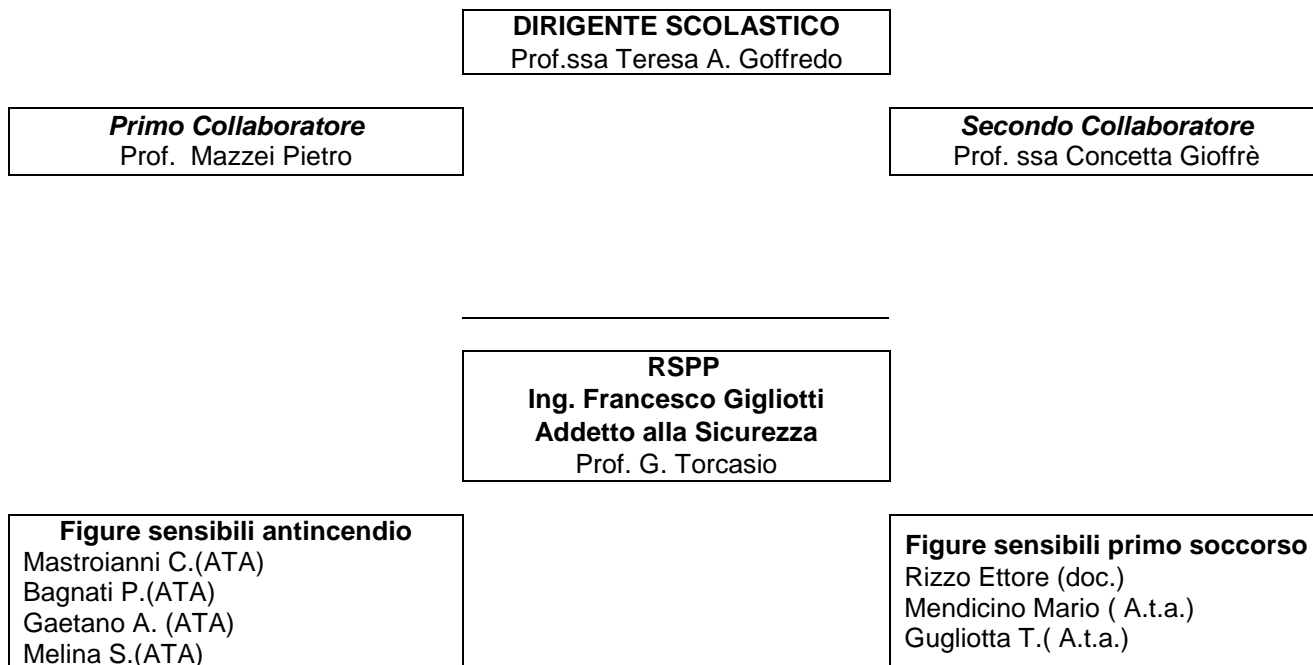 DIRIGENTE SCOLASTICO
Prof.ssa Teresa A. Goffredo
Primo Collaboratore
Prof. Mazzei Pietro
Secondo Collaboratore
Prof. ssa Concetta Gioffrè
RSPP
Ing. Francesco Gigliotti
Addetto alla Sicurezza
Prof. G. Torcasio
Figure sensibili antincendio
Mastroianni C.(ATA)
Bagnati P.(ATA)
Gaetano A. (ATA)
Melina S.(ATA)
Figure sensibili primo soccorso
Rizzo Ettore (doc.)
Mendicino Mario ( A.t.a.)
Gugliotta T.( A.t.a.)